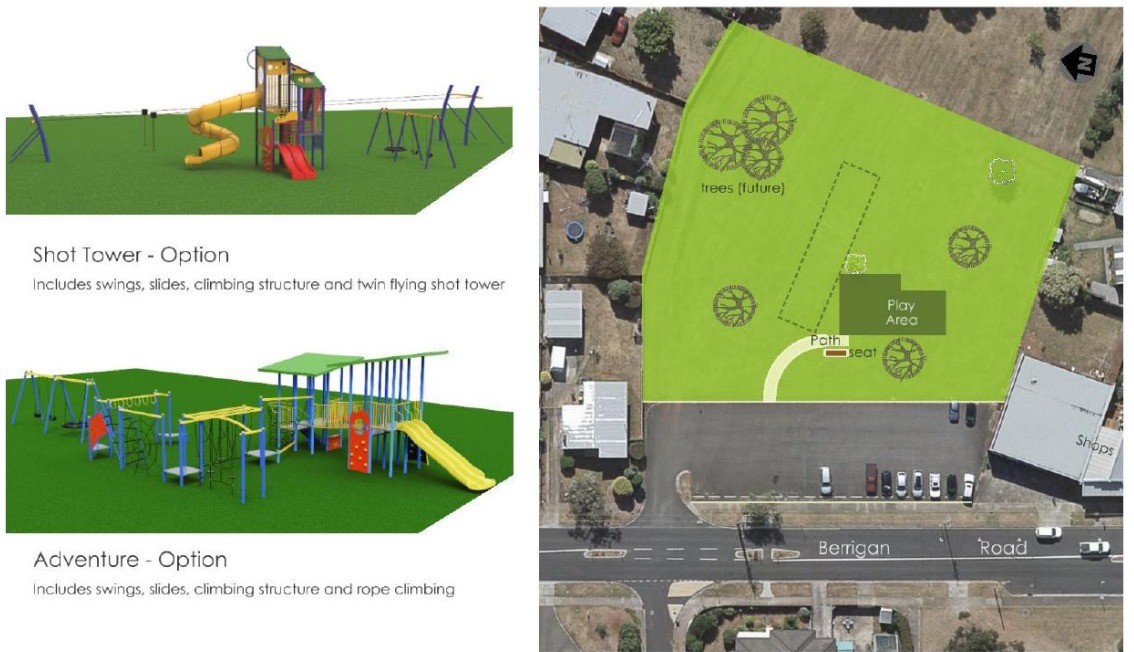 Shot Tower - Option
Includes swings, slides, climbing structure and twin flying shot tower
Adventure - Option
Includes swings, slides, climbing structure and rope climbing
N
trees (future)
Play
Area
Path
seat
Shops
Berrigan Road